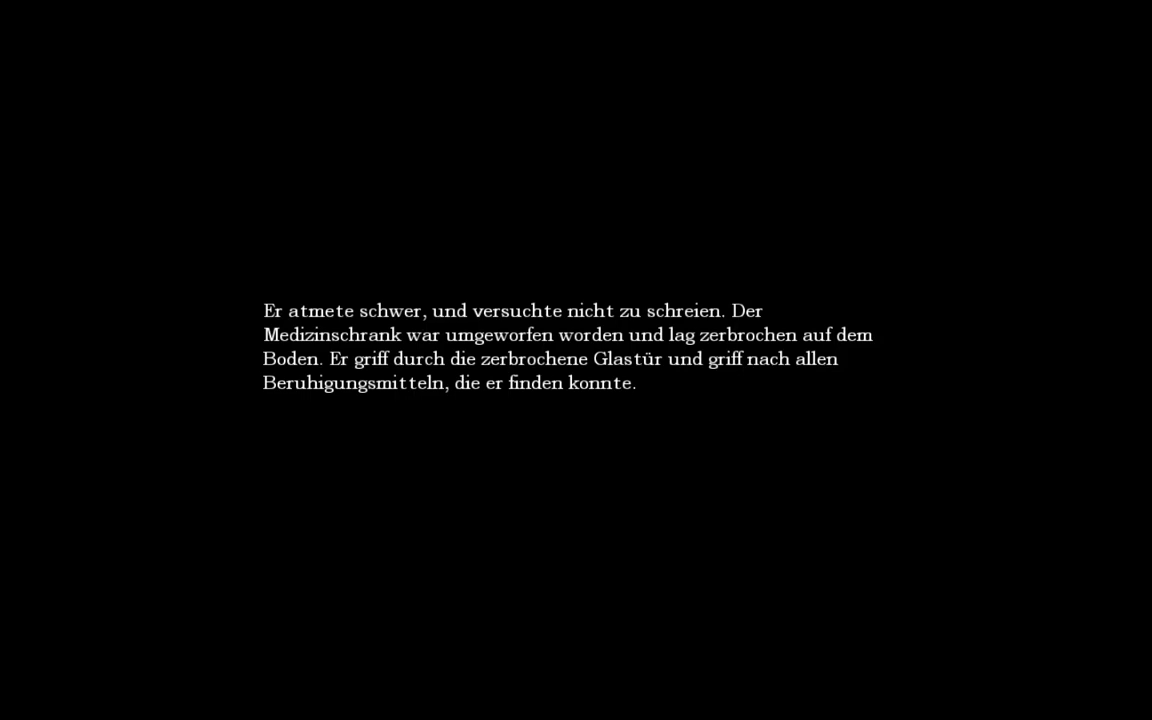 Er atmete schwer, und versuchte nicht zu schreien. Der
Medizinschrank war umgeworfen worden und lag zerbrochen auf dem
Boden. Er griff durch die zerbrochene Glastür und griff nach allen
Beruhigungsmitteln, die er finden konnte.